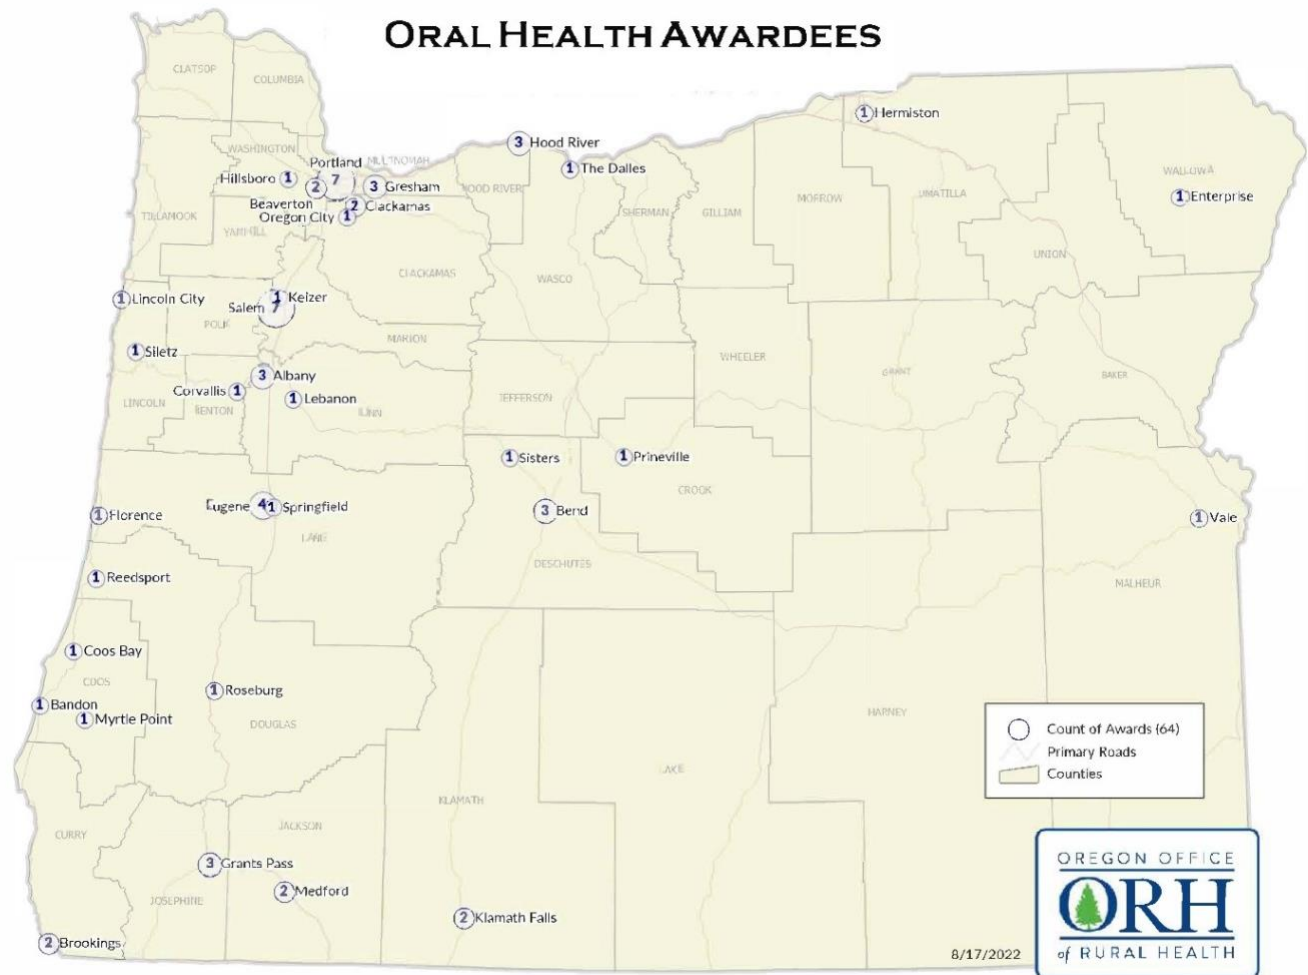 ORAL HEALTH AWARDEES
CLATSOP
COLUMBIA
1 Hermiston
3 Hood River
WASHINGTON
Portland
MULTNOMAH
1 The Dalles
WALLOWA
Hillsboro 1
2
7
3 Gresham
HOOD RIVER
1 Enterprise
Beaverton
2 Clackamas
Oregon City 1
TILLAMOOK
YAMHILL
SHERMAN
GILLIAM
MORROW
UMATILLA
UNION
CLACKAMAS
WASCO
1 Lincoln City
1 Keizer
Salem 7
POLK
MARION
1 Siletz
WHEELER
GRANT
BAKER
3 Albany
Corvallis 1
1 Lebanon
LINCOLN
BENTON
LINN
JEFFERSON
1 Sisters
1 Prineville
CROOK
1 Florence
Eugene 4
1 Springfield
3 Bend
1 Vale
LANE
DESCHUTES
1 Reedsport
MALHEUR
1 Coos Bay
COOS
1 Roseburg
1 Bandon
1 Myrtle Point
DOUGLAS
HARNEY
Count of Awards (64)
Primary Roads
Counties
LAKE
KLAMATH
CURRY
JACKSON
3 Grants Pass
2 Medford
JOSEPHINE
2 Klamath Falls
2 Brookings
8/17/2022
OREGON OFFICE
ORH
of RURAL HEALTH